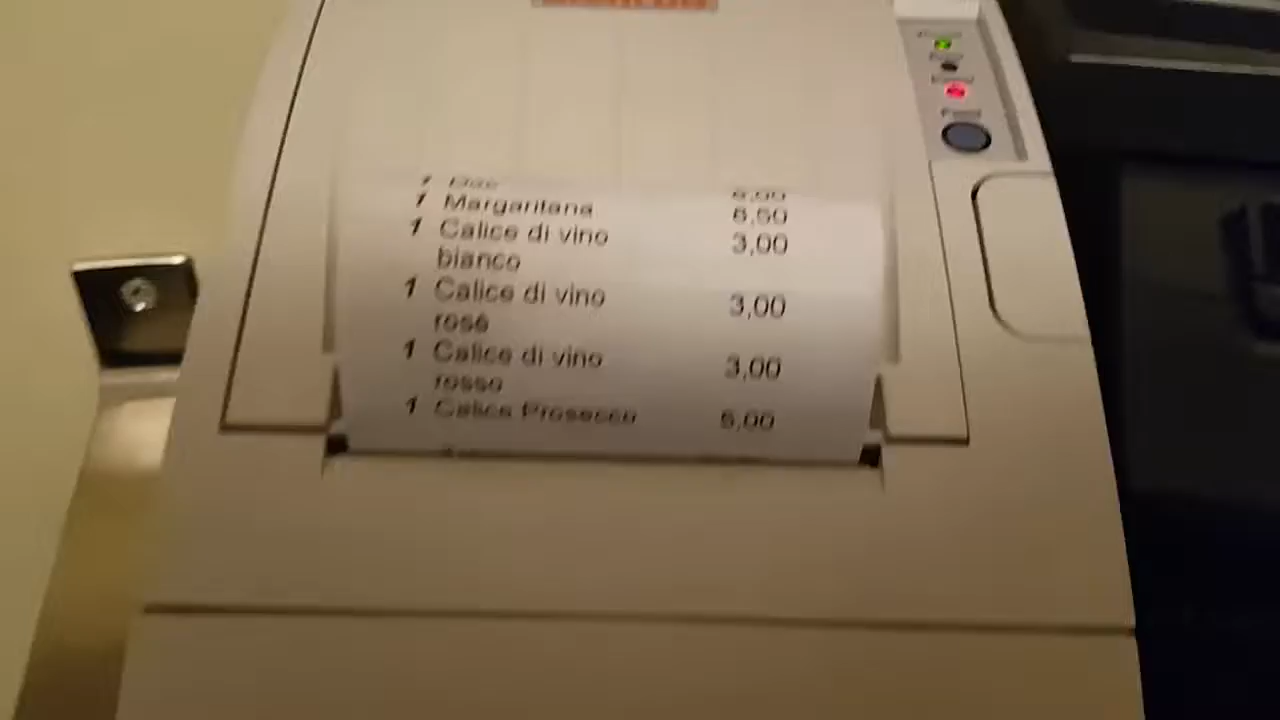 1
1 Margaritana 6,50
1 Calice di vino 3,00
bianco
1 Calice di vino 3,00
rosé
1 Calice di vino 3,00
rosso
1 Calice Prosecco 5,00